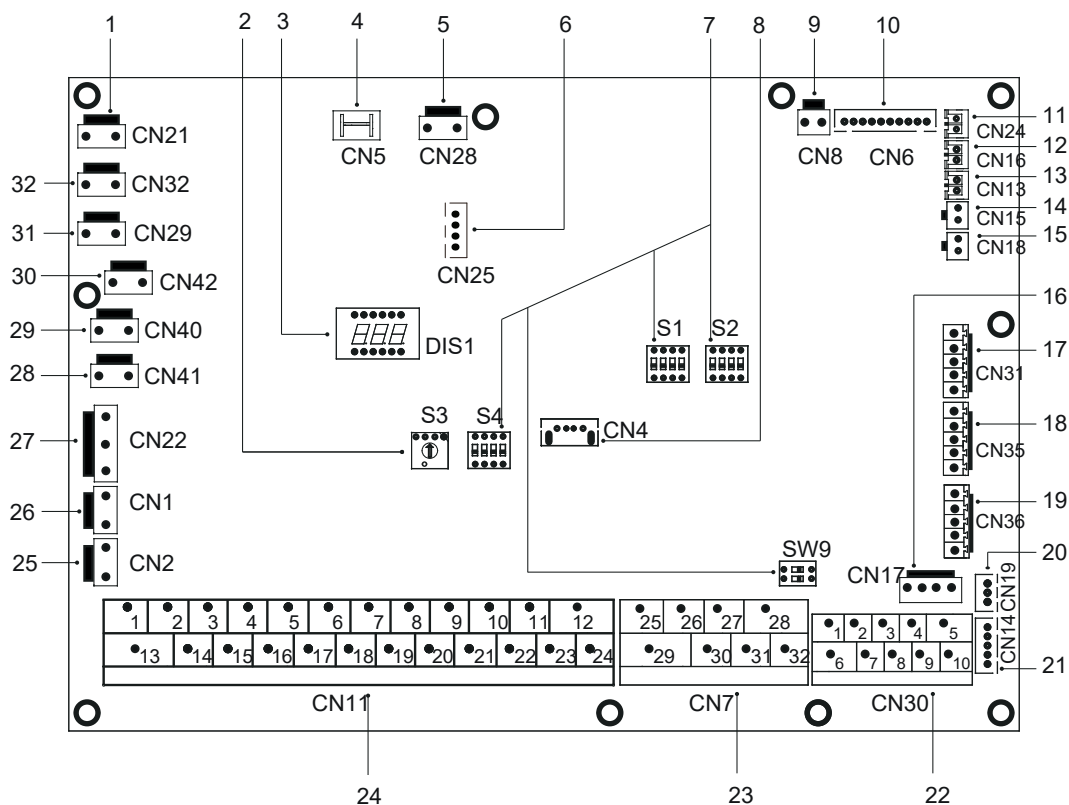 1 2 3 4 5 6 7 8 9 10
CN21 CN5 CN28 CN8 CN6 CN24 11
CN16 12
32 CN32 CN13 13
CN15 14
31 CN29 CN18 15
CN25
30 CN42 16
29 CN40 DIS1 S1 S2 17
28 CN41 CN31
S3 S4 CN4 18
27 CN22 CN35
26 CN1 CN36 19
25 CN2 SW9 CN17 CN19 20
1 2 3 4 5 6 7 8 9 10 11 12 25 26 27 28 1 2 3 4 5 CN14
13 14 15 16 17 18 19 20 21 22 23 24 29 30 31 32 6 7 8 9 10 21
CN11 CN7 CN30
24 23 22